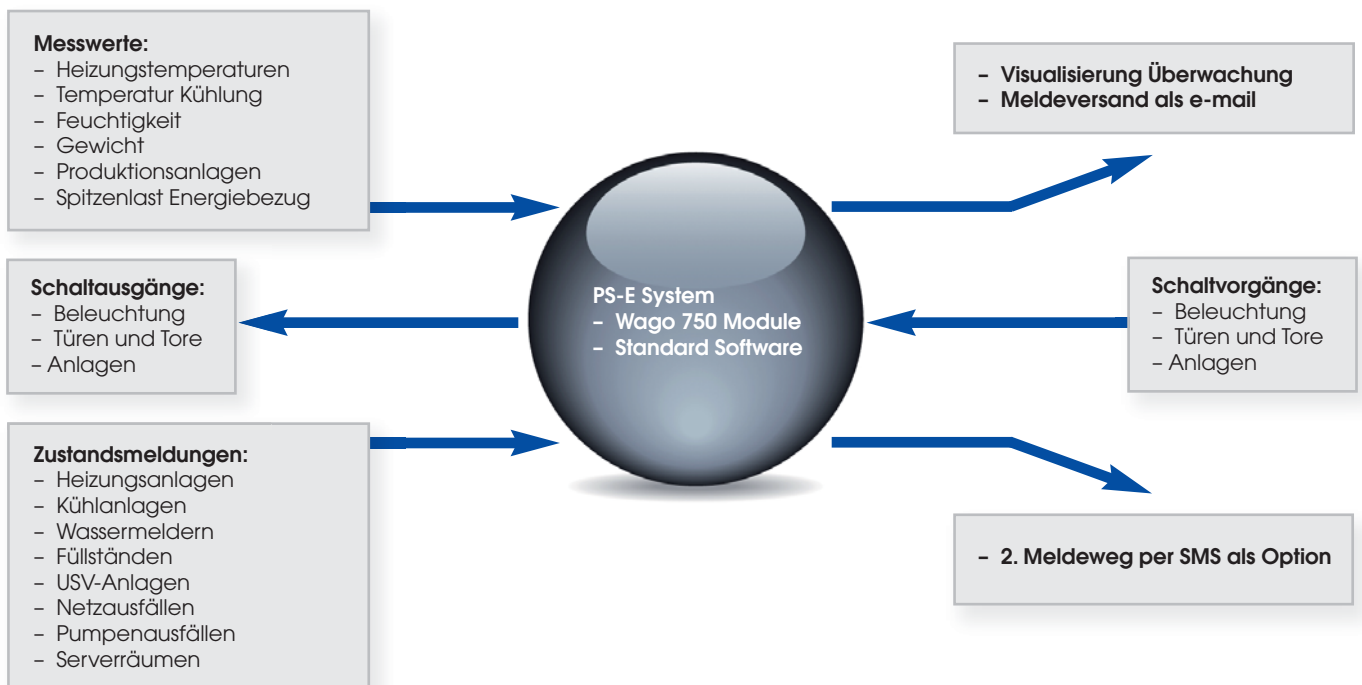 Messwerte:
– Heizungstemperaturen
– Temperatur Kühlung
– Feuchtigkeit
– Gewicht
– Produktionsanlagen
– Spitzenlast Energiebezug
Schaltausgänge:
– Beleuchtung
– Türen und Tore
– Anlagen
Zustandsmeldungen:
– Heizungsanlagen
– Kühlanlagen
– Wassermeldern
– Füllständen
– USV-Anlagen
– Netzausfällen
– Pumpenausfällen
– Serverräumen
PS-E System
– Wago 750 Module
– Standard Software
– Visualisierung Überwachung
– Meldeversand als e-mail
Schaltvorgänge:
– Beleuchtung
– Türen und Tore
– Anlagen
– 2. Meldeweg per SMS als Option